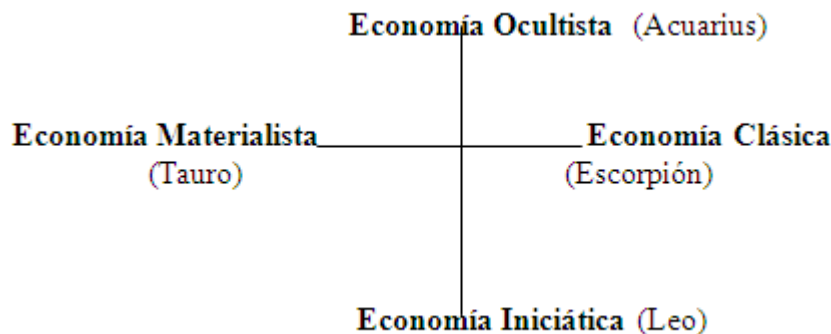 Economía Ocultista (Acuarius)
Economía Materialista Economía Clásica
(Tauro) (Escorpión)
Economía Iniciática (Leo)